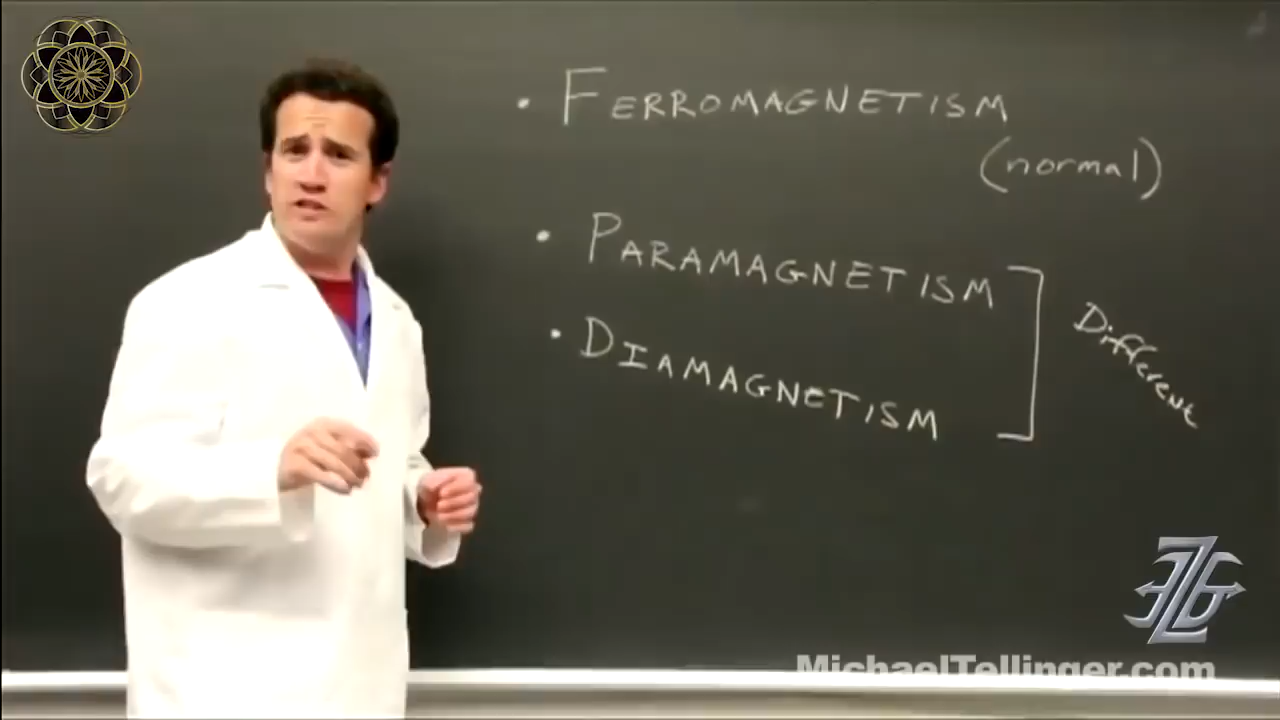 • FERROMAGNETISM
(normal)
• PARAMAGNETISM
• DIAMAGNETISM
Different
MichaelTellinger.com